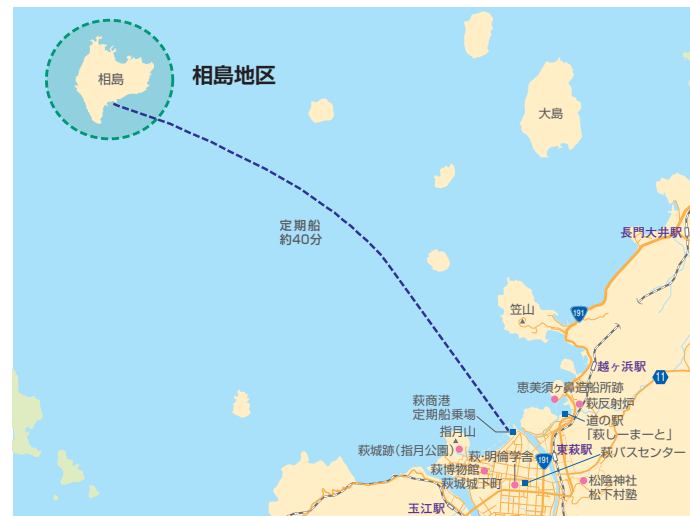 相島
相島地区
大島
定期船
約40分
長門大井駅
笠山
191
越ヶ浜駅
11
恵美須ヶ鼻造船所跡
萩反射炉
萩商港
定期船乗場
道の駅
「萩しーまーと」
指月山
東萩駅
萩城跡(指月公園)
萩・明倫学舎
191
萩バスセンター
萩博物館
萩城城下町
松陰神社
松下村塾
玉江駅